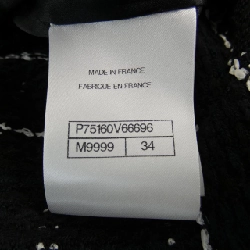 MADE IN FRANCE
FABRIQUE EN FRANCE
P75160V66696
M9999 34